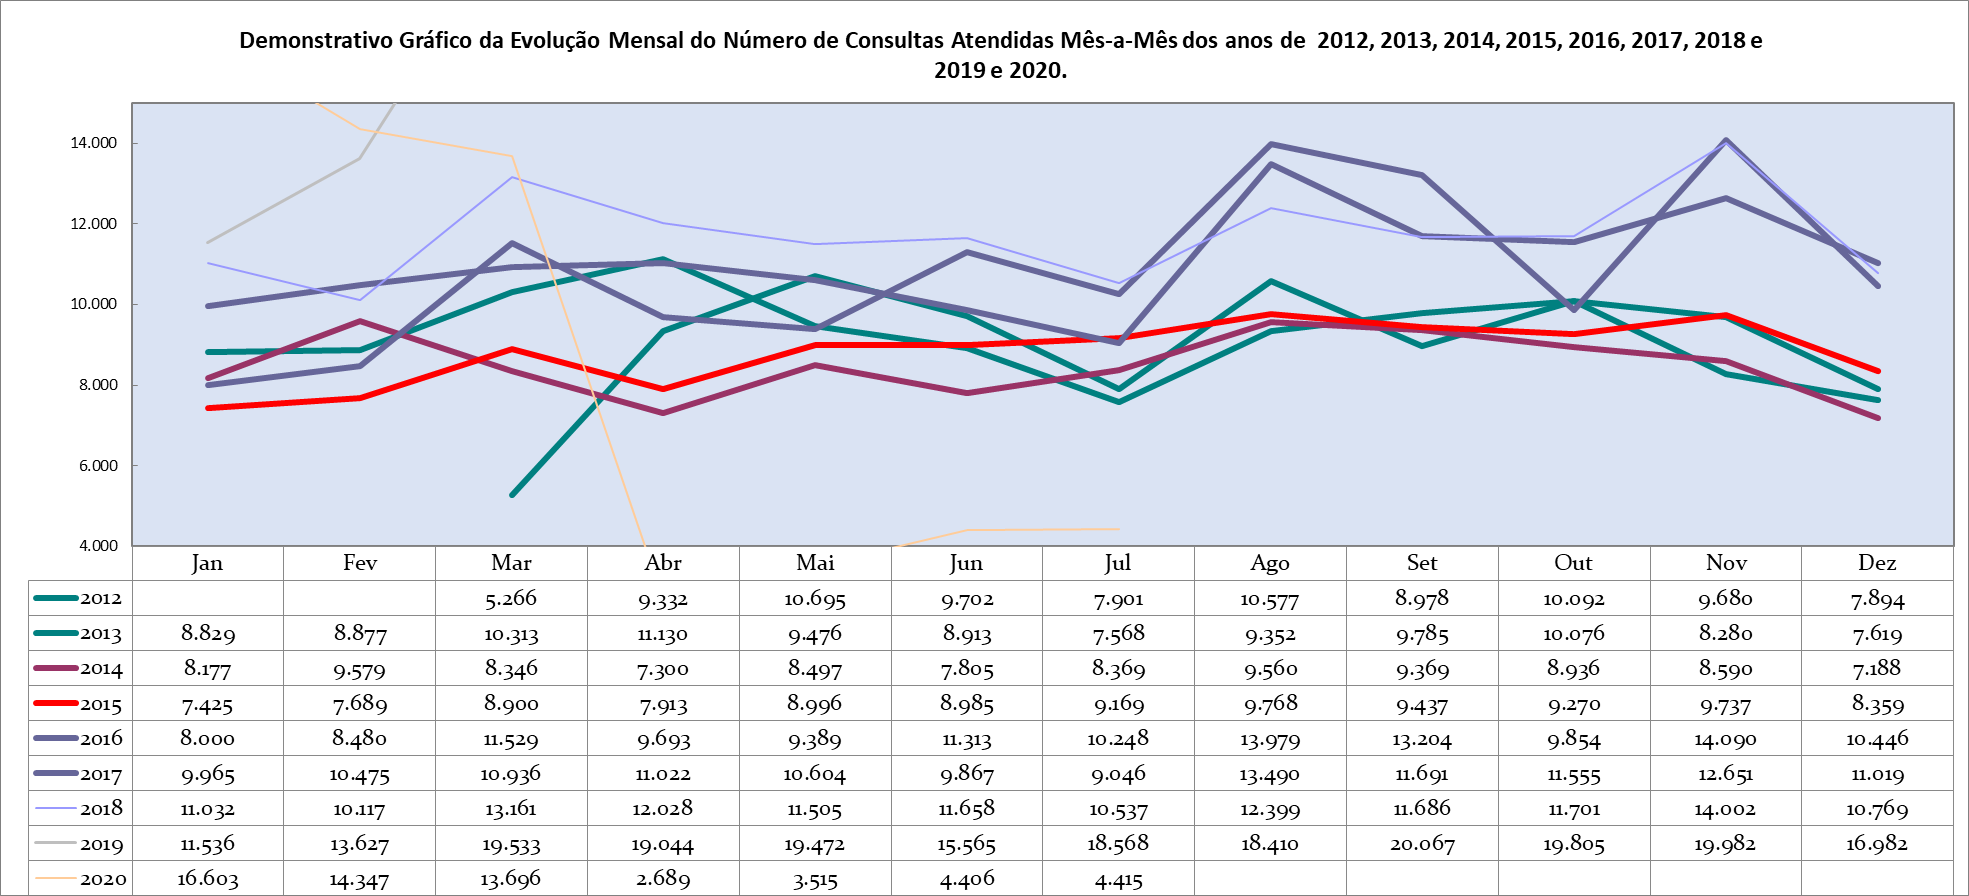 Demonstrativo Gráfico da Evolução Mensal do Número de Consultas Atendidas Mês-a-Mês dos anos de 2012, 2013, 2014, 2015, 2016, 2017, 2018 e
2019 e 2020.
14.000
12.000
10.000
8.000
6.000
4.000
Jan Fev Mar Abr Mai Jun Jul Ago Set Out Nov Dez
2012 5.266 9.332 10.695 9.702 7.901 10.577 8.978 10.092 9.680 7.894
2013 8.829 8.877 10.313 11.130 9.476 8.913 7.568 9.352 9.785 10.076 8.280 7.619
2014 8.177 9.579 8.346 7.300 8.497 7.805 8.369 9.560 9.369 8.936 8.590 7.188
2015 7.425 7.689 8.900 7.913 8.996 8.985 9.169 9.768 9.437 9.270 9.737 8.359
2016 8.000 8.480 11.529 9.693 9.389 11.313 10.248 13.979 13.204 9.854 14.090 10.446
2017 9.965 10.475 10.936 11.022 10.604 9.867 9.046 13.490 11.691 11.555 12.651 11.019
2018 11.032 10.117 13.161 12.028 11.505 11.658 10.537 12.399 11.686 11.701 14.002 10.769
2019 11.536 13.627 19.533 19.044 19.472 15.565 18.568 18.410 20.067 19.805 19.982 16.982
2020 16.603 14.347 13.696 2.689 3.515 4.406 4.415